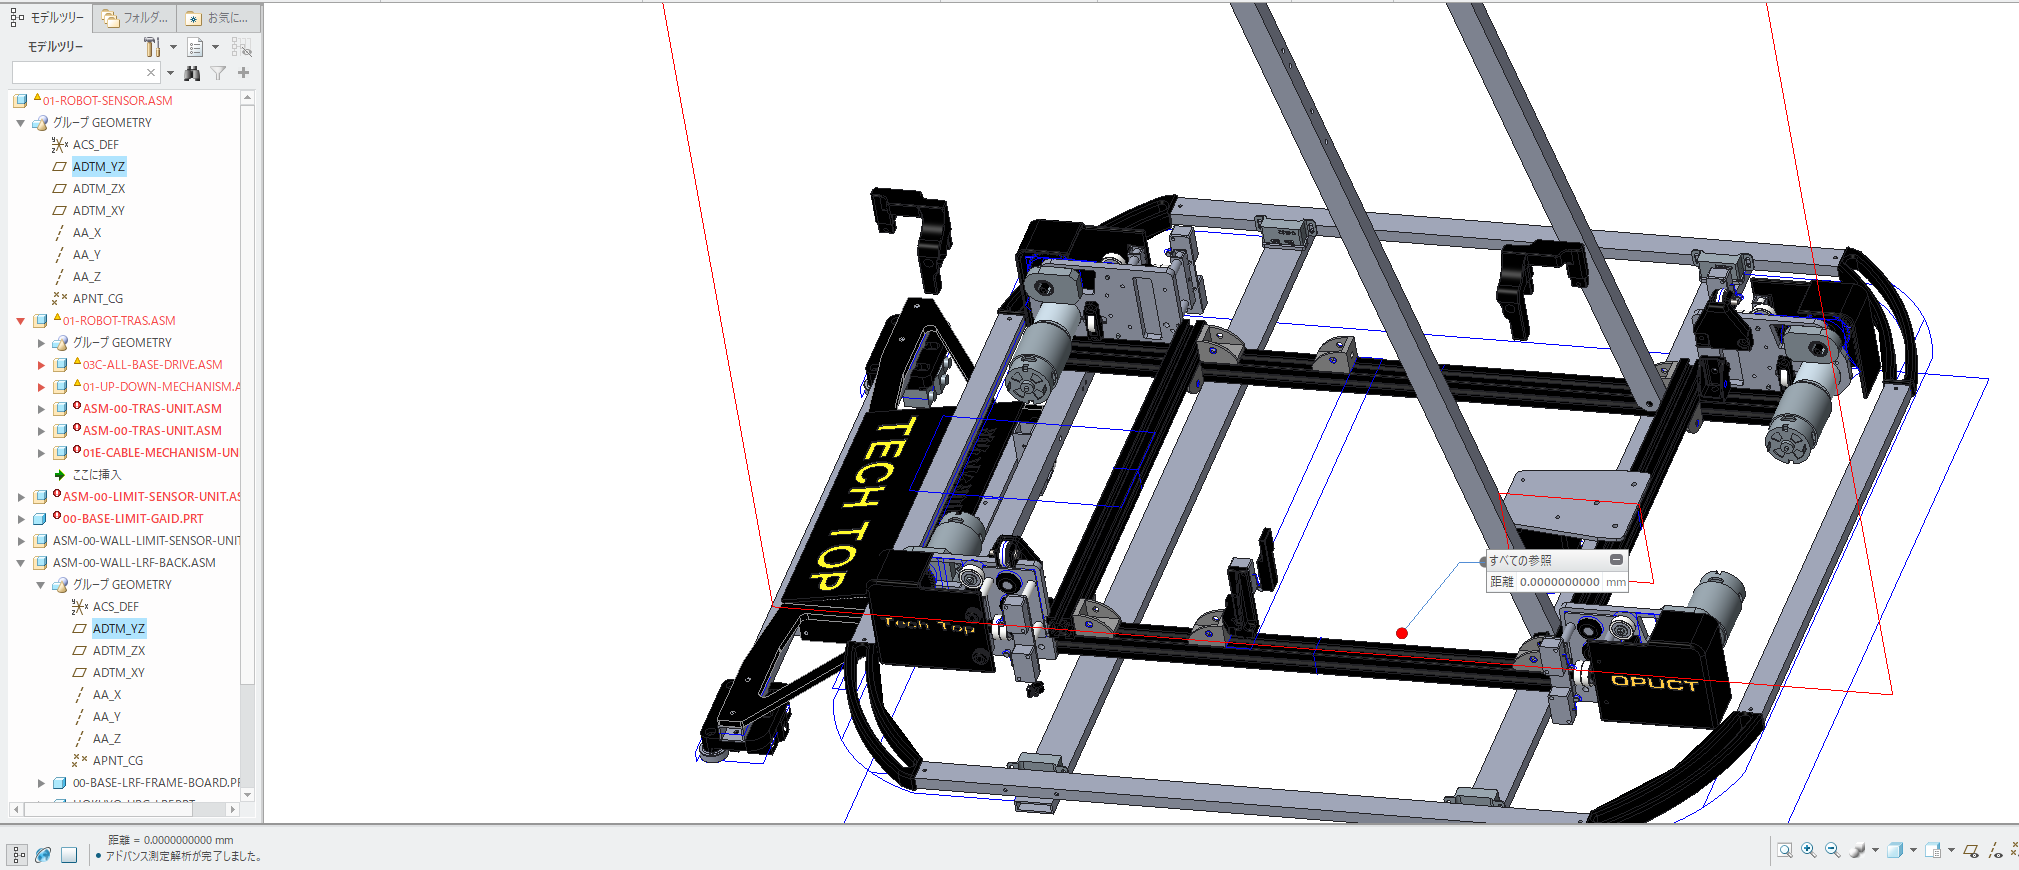 モデルツリー
フォルダ...
お気に...
モデルツリー
01-ROBOT-SENSOR.ASM
グループ GEOMETRY
ACS_DEF
ADTM_YZ
ADTM_ZX
ADTM_XY
AA_X
AA_Y
AA_Z
APNT_CG
01-ROBOT-TRAS.ASM
グループ GEOMETRY
03C-ALL-BASE-DRIVE.ASM
01-UP-DOWN-MECHANISM.A
ASM-00-TRAS-UNIT.ASM
ASM-00-TRAS-UNIT.ASM
01E-CABLE-MECHANISM-UN
ここに挿入
ASM-00-LIMIT-SENSOR-UNIT.AS
00-BASE-LIMIT-GAID.PRT
ASM-00-WALL-LIMIT-SENSOR-UNIT
ASM-00-WALL-LRF-BACK.ASM
グループ GEOMETRY
ACS_DEF
ADTM_YZ
ADTM_ZX
ADTM_XY
AA_X
AA_Y
AA_Z
APNT_CG
00-BASE-LRF-FRAME-BOARD.PR
TECH TOP
Tech Top
OPUCT
すべての参照
距離 0.0000000000 mm
距離 = 0.0000000000 mm
アドバンス測定解析が完了しました。